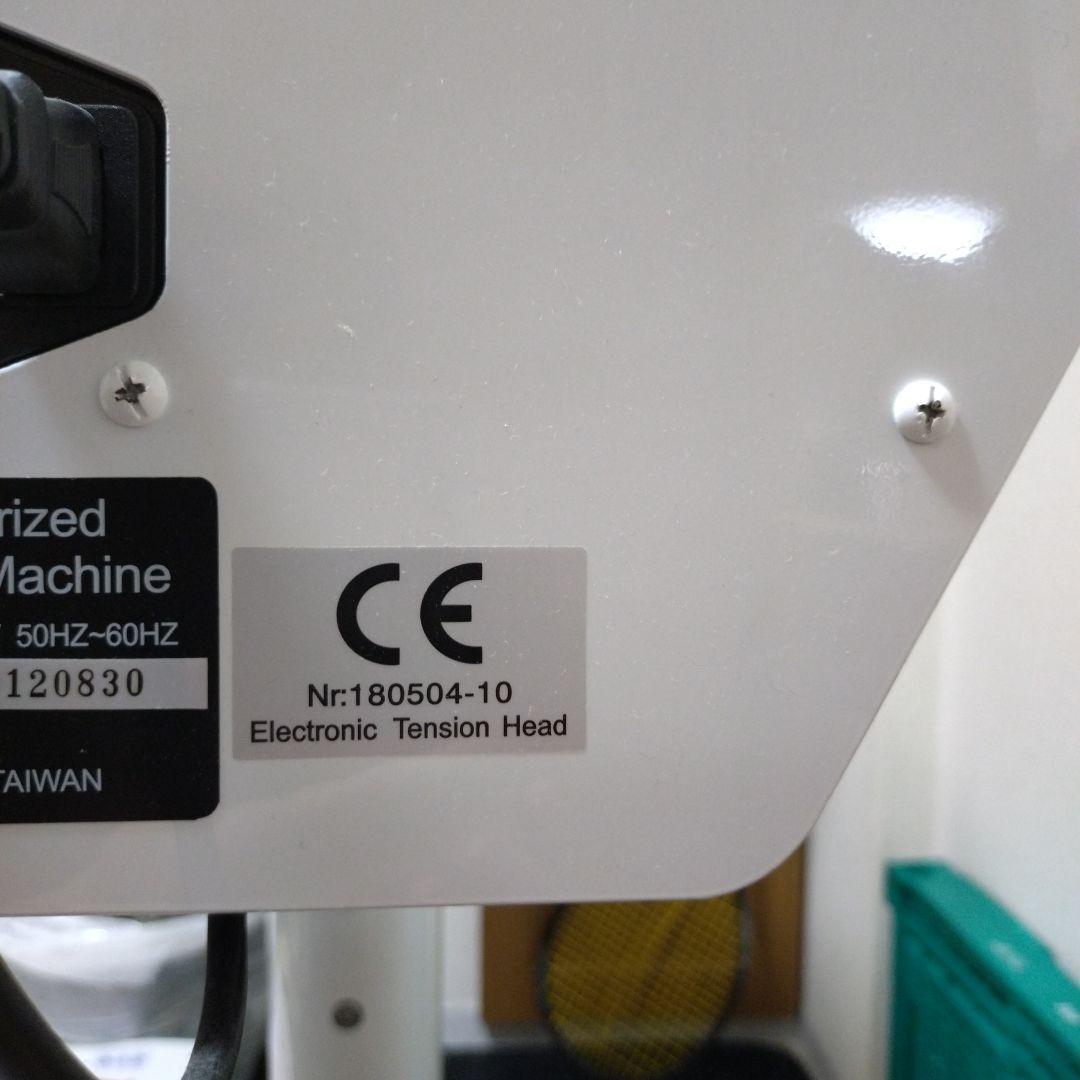 rized
Machine
50HZ~60HZ
120830
TAIWAN
CE
Nr:180504-10
Electronic Tension Head